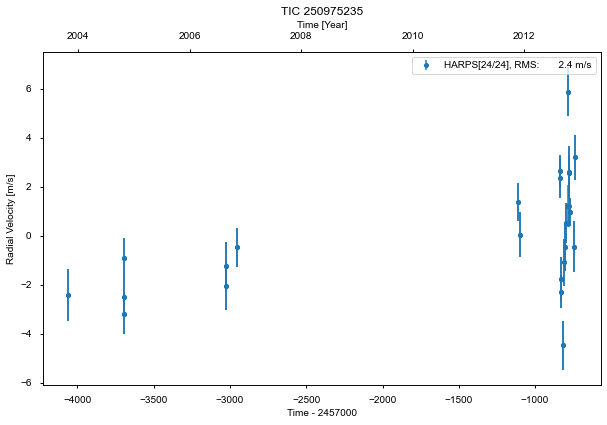 TIC 250975235
Time [Year]
2004 2006 2008 2010 2012
HARPS[24/24], RMS: 2.4 m/s
Radial Velocity [m/s]
6
4
2
0
−2
−4
−6
−4000 −3500 −3000 −2500 −2000 −1500 −1000
Time - 2457000